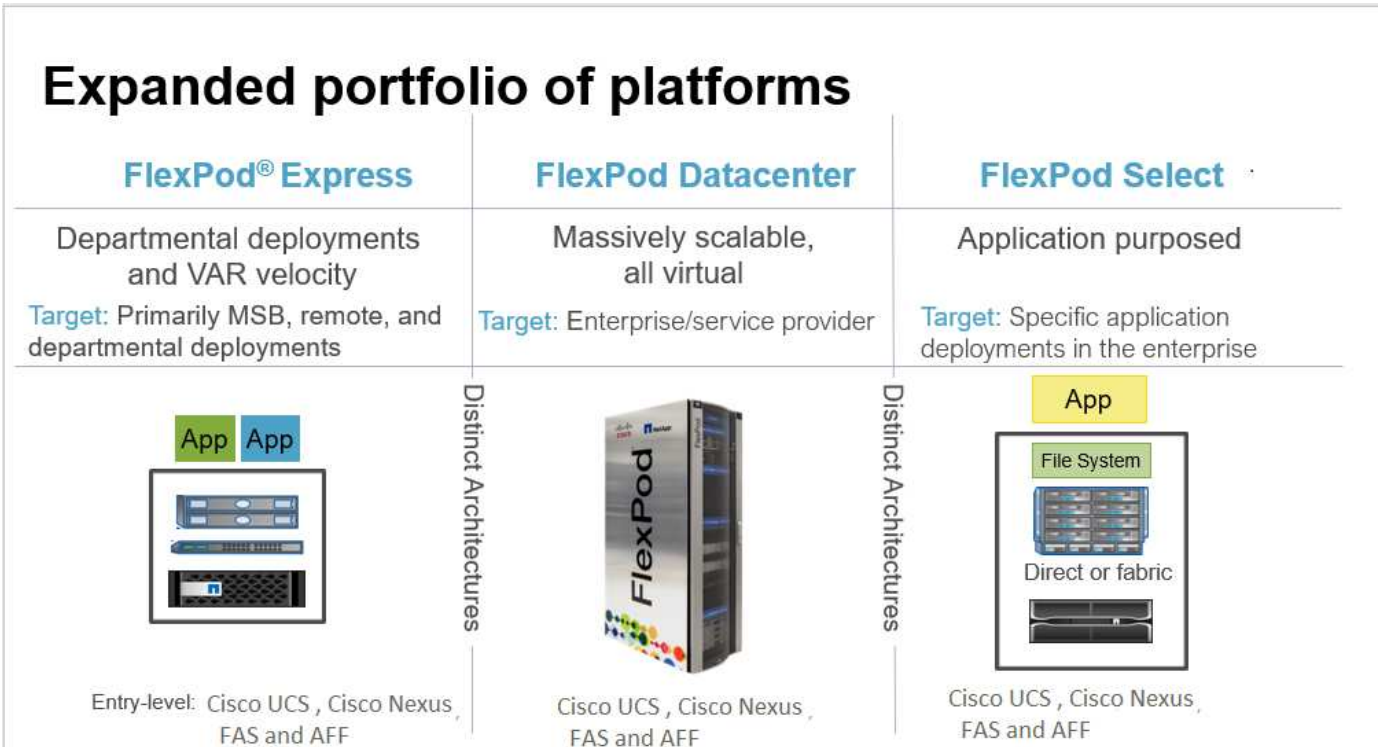 Expanded portfolio of platforms
FlexPod® Express
Departmental deployments
and VAR velocity
Target: Primarily MSB, remote, and
departmental deployments
App App
Entry-level: Cisco UCS , Cisco Nexus ,
FAS and AFF
Distinct Architectures
FlexPod Datacenter
Massively scalable,
all virtual
Target: Enterprise/service provider
CISCO NetApp
FlexPod
FlexPod
Cisco UCS , Cisco Nexus ,
FAS and AFF
Distinct Architectures
FlexPod Select .
Application purposed
Target: Specific application
deployments in the enterprise
App
File System
Direct or fabric
Cisco UCS , Cisco Nexus ,
FAS and AFF